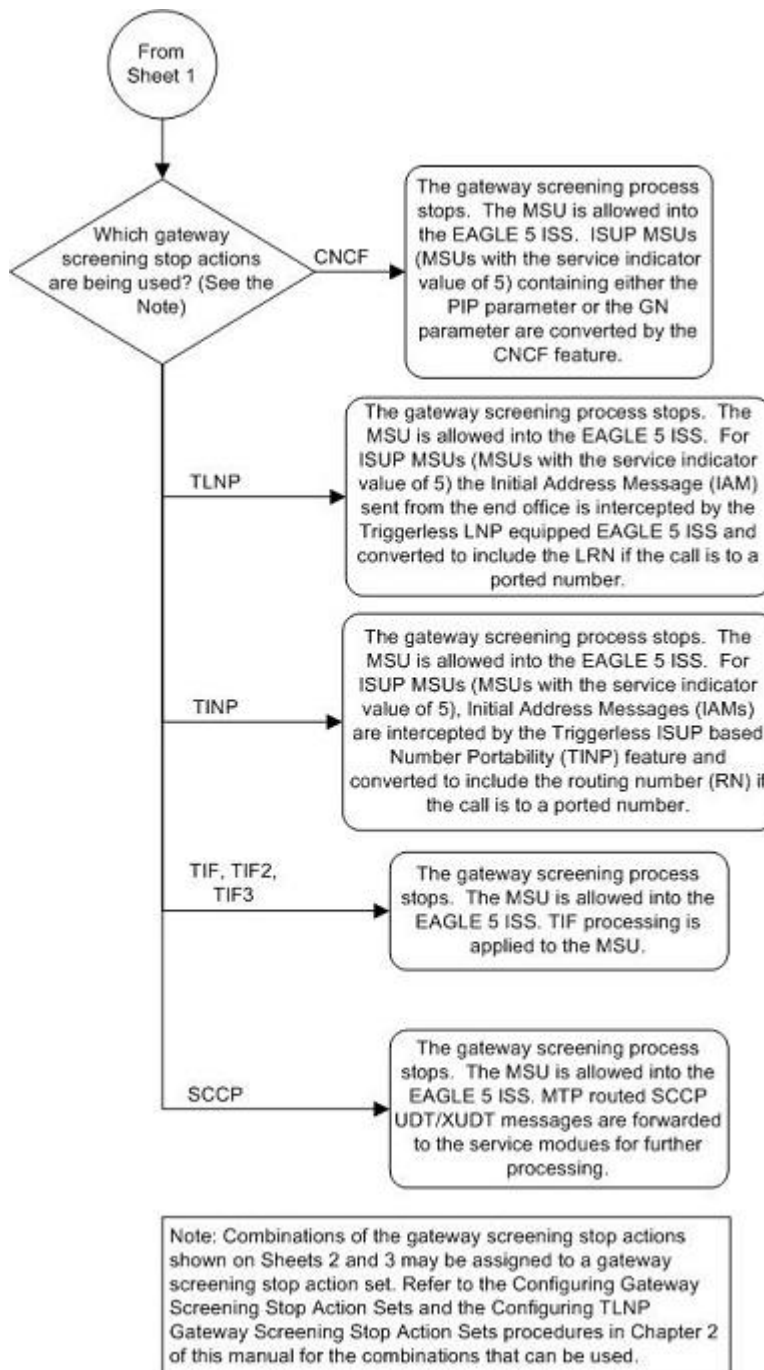 From
Sheet 1
Which gateway
screening stop actions
are being used? (See the
Note)
CNCF
The gateway screening process
stops. The MSU is allowed into
the EAGLE 5 ISS. ISUP MSUs
(MSUs with the service indicator
value of 5) containing either the
PIP parameter or the GN
parameter are converted by the
CNCF feature.
TLNP
The gateway screening process stops. The
MSU is allowed into the EAGLE 5 ISS. For
ISUP MSUs (MSUs with the service indicator
value of 5) the Initial Address Message (IAM)
sent from the end office is intercepted by the
Triggerless LNP equipped EAGLE 5 ISS and
converted to include the LRN if the call is to a
ported number.
TINP
The gateway screening process stops. The
MSU is allowed into the EAGLE 5 ISS. For
ISUP MSUs (MSUs with the service indicator
value of 5), Initial Address Messages (IAMs)
are intercepted by the Triggerless ISUP based
Number Portability (TINP) feature and
converted to include the routing number (RN) if
the call is to a ported number.
TIF, TIF2,
TIF3
The gateway screening process
stops. The MSU is allowed into the
EAGLE 5 ISS. TIF processing is
applied to the MSU.
SCCP
The gateway screening process
stops. The MSU is allowed into the
EAGLE 5 ISS. MTP routed SCCP
UDT/XUDT messages are forwarded
to the service modues for further
processing.
Note: Combinations of the gateway screening stop actions
shown on Sheets 2 and 3 may be assigned to a gateway
screening stop action set. Refer to the Configuring Gateway
Screening Stop Action Sets and the Configuring TLNP
Gateway Screening Stop Action Sets procedures in Chapter 2
of this manual for the combinations that can be used.